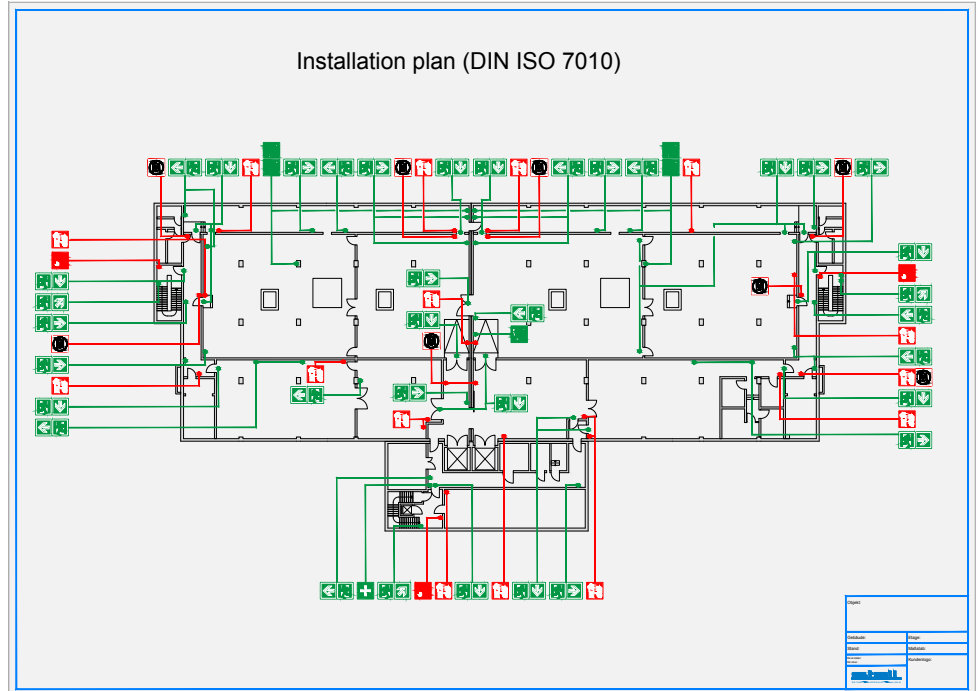 Installation plan (DIN ISO 7010)
Objekt:
Gebäude:
Etage:
Stand:
Maßstab:
Kundenlogo: